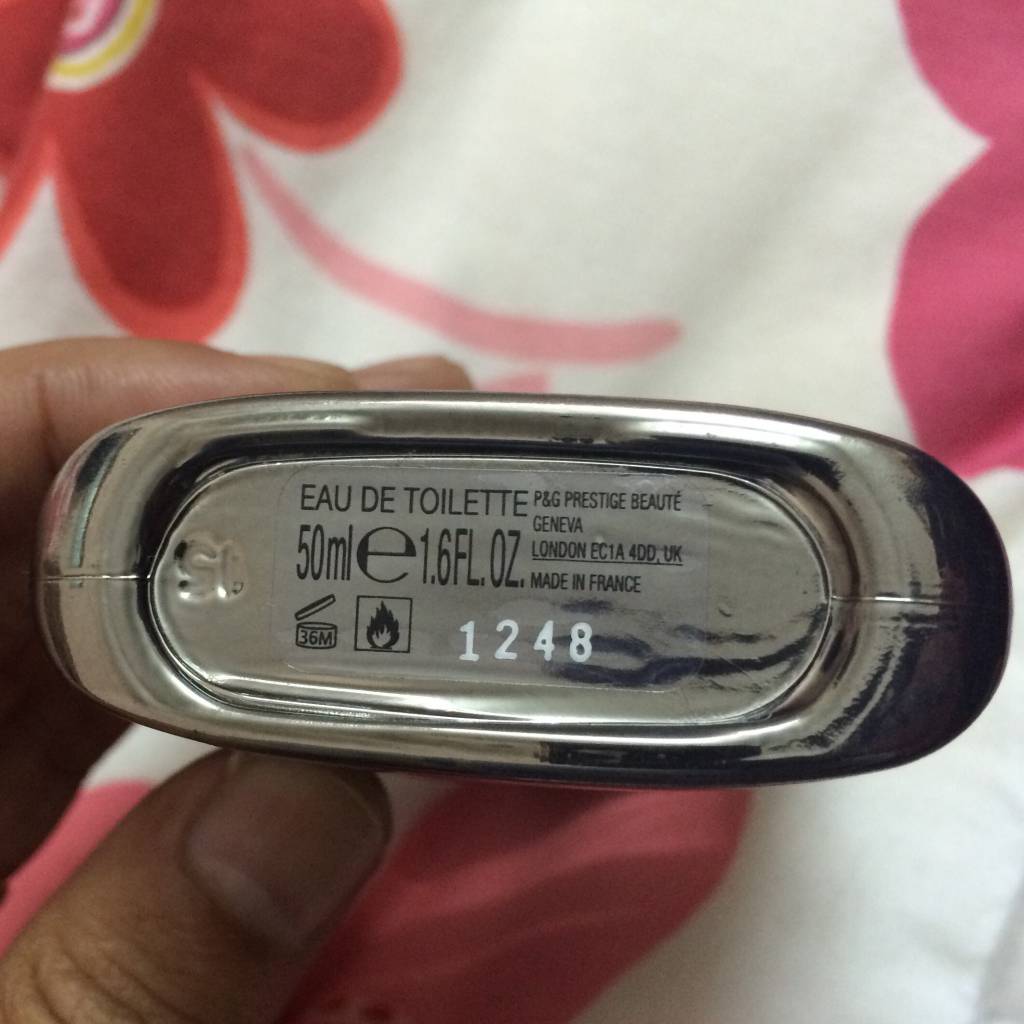 EAU DE TOILETTE
50ml e 1.6FL. OZ.
P&G PRESTIGE BEAUTÉ
GENEVA
LONDON EC1A 4DD, UK
MADE IN FRANCE
36M
1248